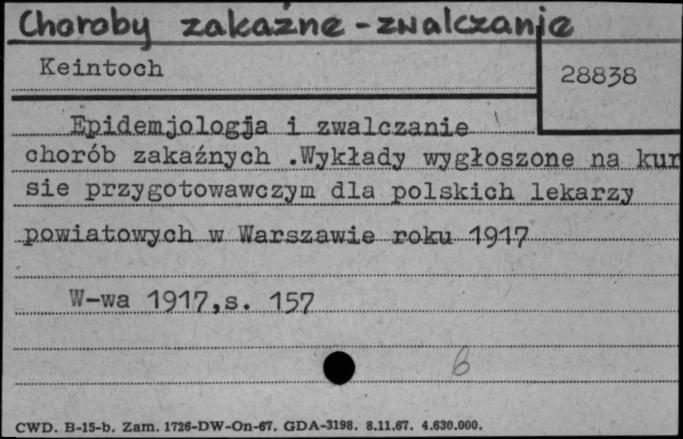 Choroby zakaźne - zwalczanie
Keintoch
28838
Epidemjologja i zwalczanie
chorób zakaźnych .Wykłady wygłoszone na kur
sie przygotowawczym dla polskich lekarzy
powiatowych w Warszawie roku 1917
W-wa 1917,s. 157
6
CWD. B-15-b. Zam. 1726-DW-On-67. GDA-3198. 8.11.67. 4.630.000.